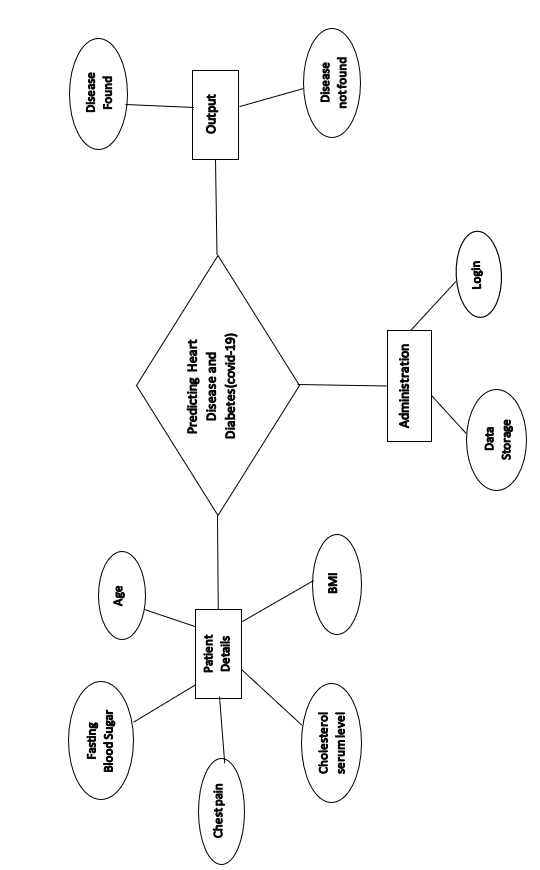 Fasting
Blood Sugar
Age
Chest pain
Patient
Details
Cholesterol
serum level
BMI
Predicting Heart
Disease and
Diabetes(covid-19)
Disease
Found
Output
Disease
not found
Administration
Data
Storage
Login